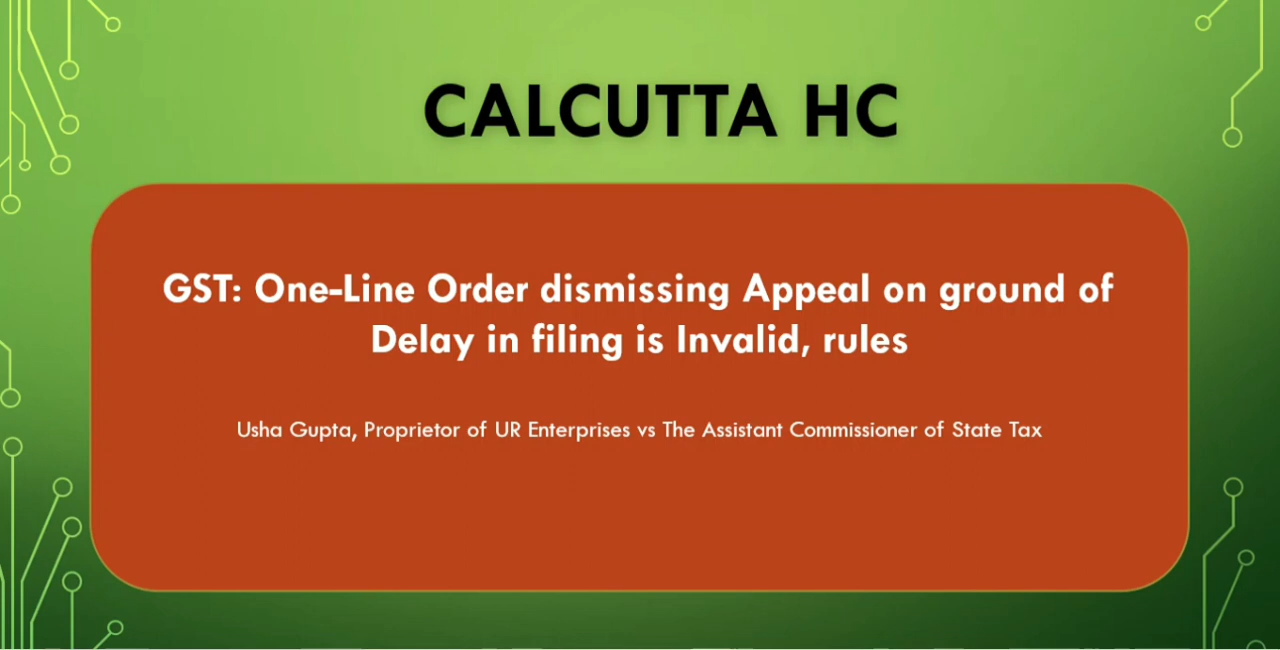 CALCUTTA HC
GST: One-Line Order dismissing Appeal on ground of
Delay in filing is Invalid, rules
Usha Gupta, Proprietor of UR Enterprises vs The Assistant Commissioner of State Tax